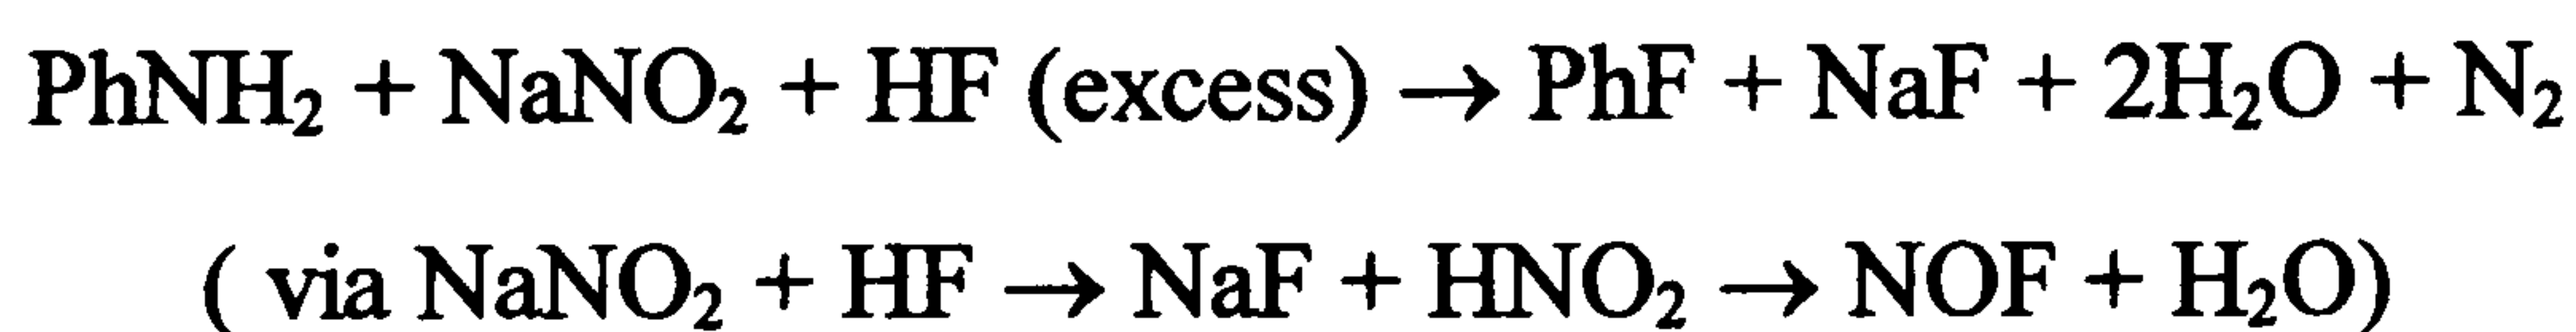 PhNH₂ + NaNO₂ + HF (excess) → PhF + NaF + 2H₂O + N₂
( via NaNO₂ + HF → NaF + HNO₂ → NOF + H₂O)